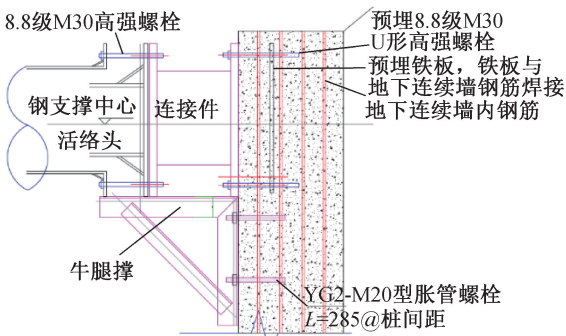 8.8级M30高强螺栓
预埋8.8级M30
U形高强螺栓
预埋铁板，铁板与
地下连续墙钢筋焊接
地下连续墙内钢筋
钢支撑中心
连接件
活络头
牛腿撑
YG2-M20型胀管螺栓
L=285@桩间距